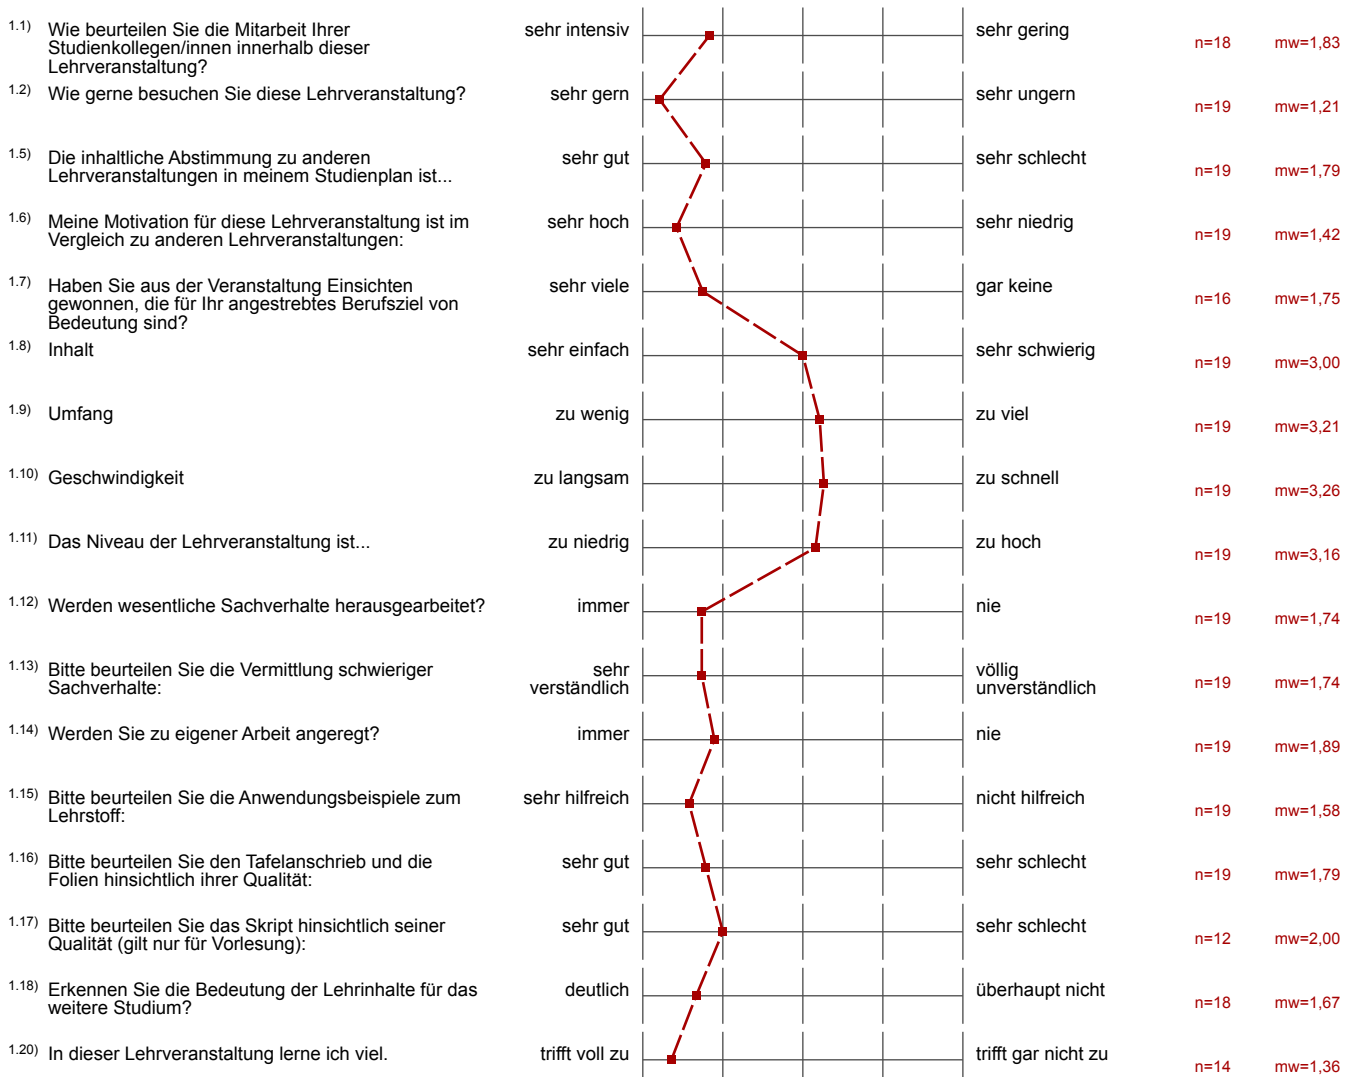 1.1) Wie beurteilen Sie die Mitarbeit Ihrer sehr intensiv sehr gering
Studienkollegen/innen innerhalb dieser n=18 mw=1,83
Lehrveranstaltung?
1.2) Wie gerne besuchen Sie diese Lehrveranstaltung? sehr gern sehr ungern
n=19 mw=1,21
1.5) Die inhaltliche Abstimmung zu anderen sehr gut sehr schlecht
Lehrveranstaltungen in meinem Studienplan ist... n=19 mw=1,79
1.6) Meine Motivation für diese Lehrveranstaltung ist im sehr hoch sehr niedrig
Vergleich zu anderen Lehrveranstaltungen: n=19 mw=1,42
1.7) Haben Sie aus der Veranstaltung Einsichten sehr viele gar keine
gewonnen, die für Ihr angestrebtes Berufsziel von n=16 mw=1,75
Bedeutung sind?
1.8) Inhalt sehr einfach sehr schwierig
n=19 mw=3,00
1.9) Umfang zu wenig zu viel
n=19 mw=3,21
1.10) Geschwindigkeit zu langsam zu schnell
n=19 mw=3,26
1.11) Das Niveau der Lehrveranstaltung ist... zu niedrig zu hoch
n=19 mw=3,16
1.12) Werden wesentliche Sachverhalte herausgearbeitet? immer nie
n=19 mw=1,74
1.13) Bitte beurteilen Sie die Vermittlung schwieriger sehr völlig
Sachverhalte: verständlich unverständlich n=19 mw=1,74
1.14) Werden Sie zu eigener Arbeit angeregt? immer nie
n=19 mw=1,89
1.15) Bitte beurteilen Sie die Anwendungsbeispiele zum sehr hilfreich nicht hilfreich
Lehrstoff: n=19 mw=1,58
1.16) Bitte beurteilen Sie den Tafelanschrieb und die sehr gut sehr schlecht
Folien hinsichtlich ihrer Qualität: n=19 mw=1,79
1.17) Bitte beurteilen Sie das Skript hinsichtlich seiner sehr gut sehr schlecht
Qualität (gilt nur für Vorlesung): n=12 mw=2,00
1.18) Erkennen Sie die Bedeutung der Lehrinhalte für das deutlich überhaupt nicht
weitere Studium? n=18 mw=1,67
1.20) In dieser Lehrveranstaltung lerne ich viel. trifft voll zu trifft gar nicht zu
n=14 mw=1,36